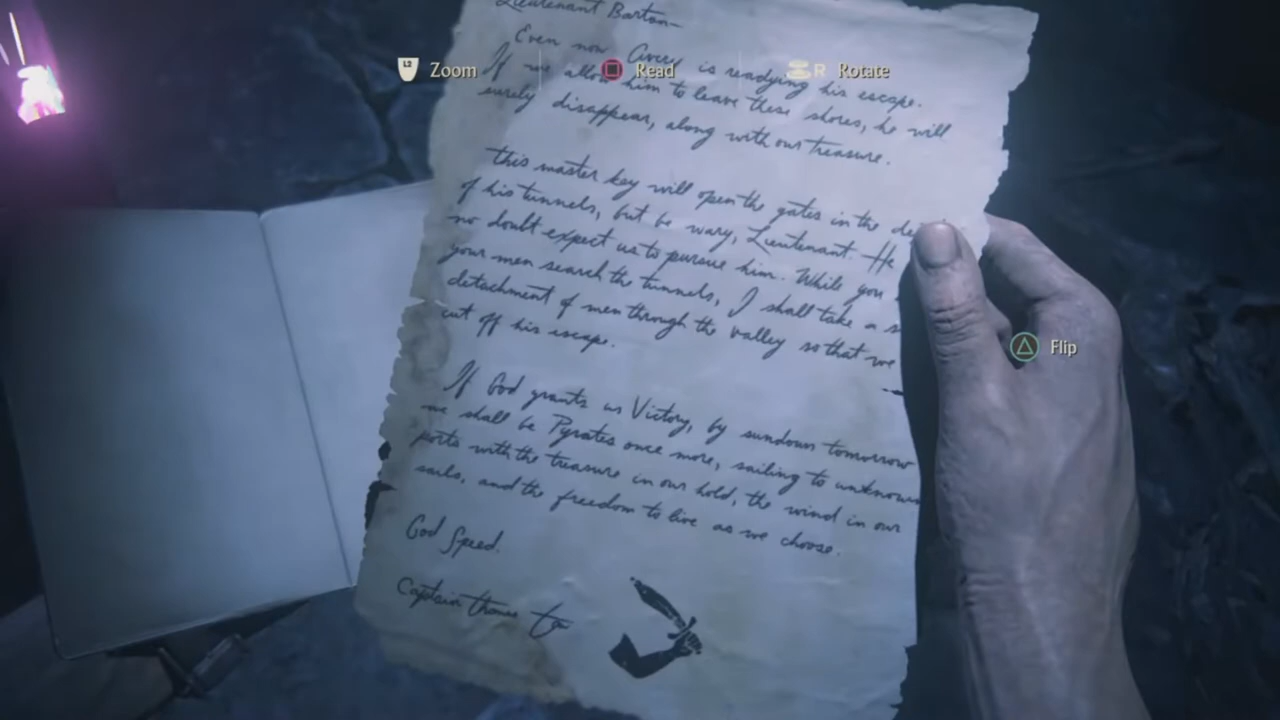 Lieutenant Barton-
Even now Avery is readying his escape.
If we allow him to leave these shores, he will
surely disappear, along with our treasure.
this master key will open the gates in the de
of his tunnels, but be wary, Lieutenant. He
no doubt expect us to pursue him. While you
your men search the tunnels, I shall take a s
detachment of men through the valley so that we
cut off his escape.
If God grants us Victory, by sundown tomorrow
we shall be Pyrates once more, sailing to unknown
ports with the treasure in our hold, the wind in our
sails, and the freedom to live as we choose.
God Speed.
Captain Thomas Tew
L2 Zoom
Read
R Rotate
Flip